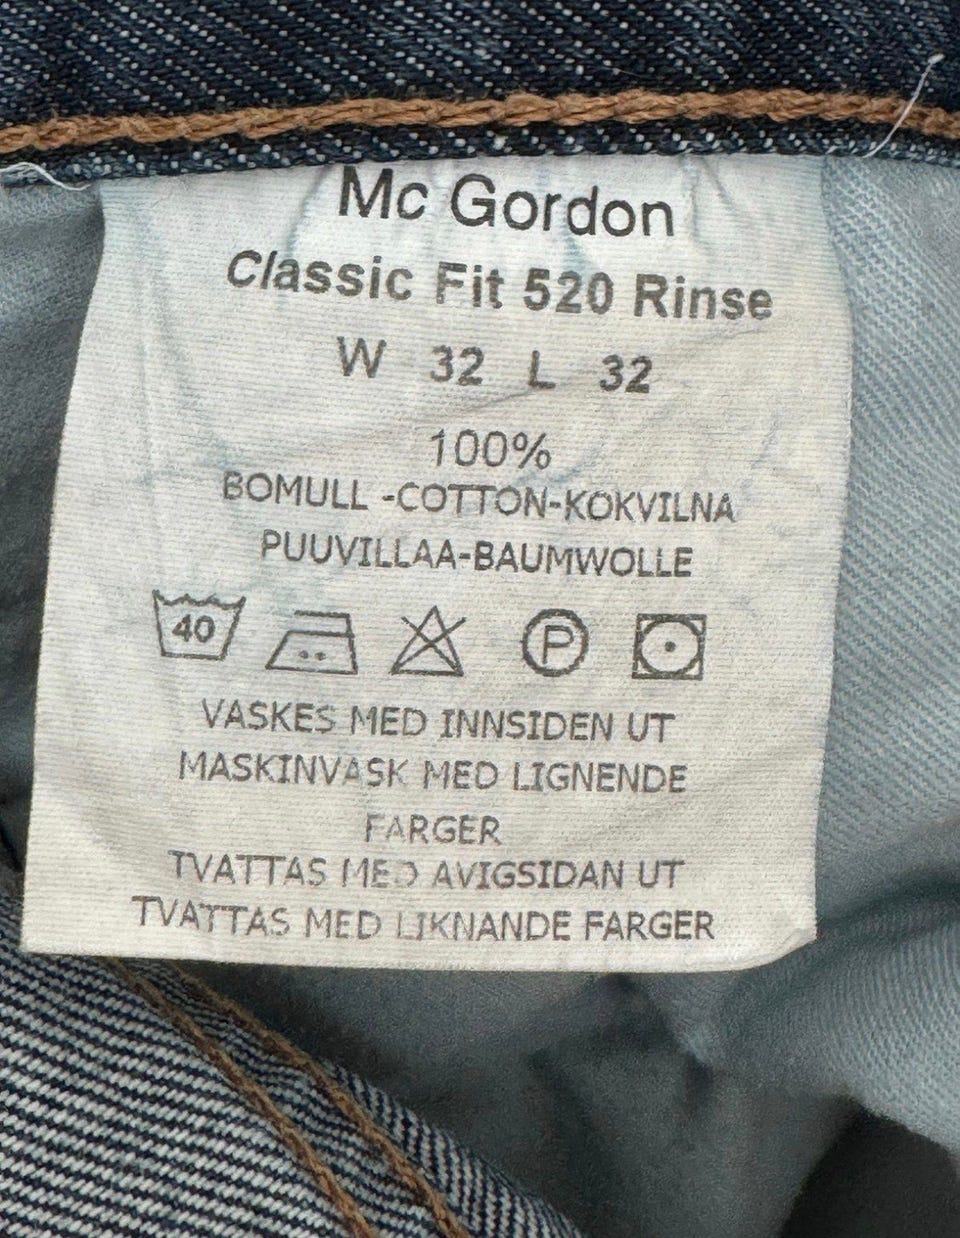 Mc Gordon
Classic Fit 520 Rinse
W 32 L 32
100%
BOMULL -COTTON-KOKVILNA
PUUVILLAA-BAUMWOLLE
40 P
VASKES MED INNSIDEN UT
MASKINVASK MED LIGNENDE
FARGER
TVATTAS MED AVIGSIDAN UT
TVATTAS MED LIKNANDE FARGER